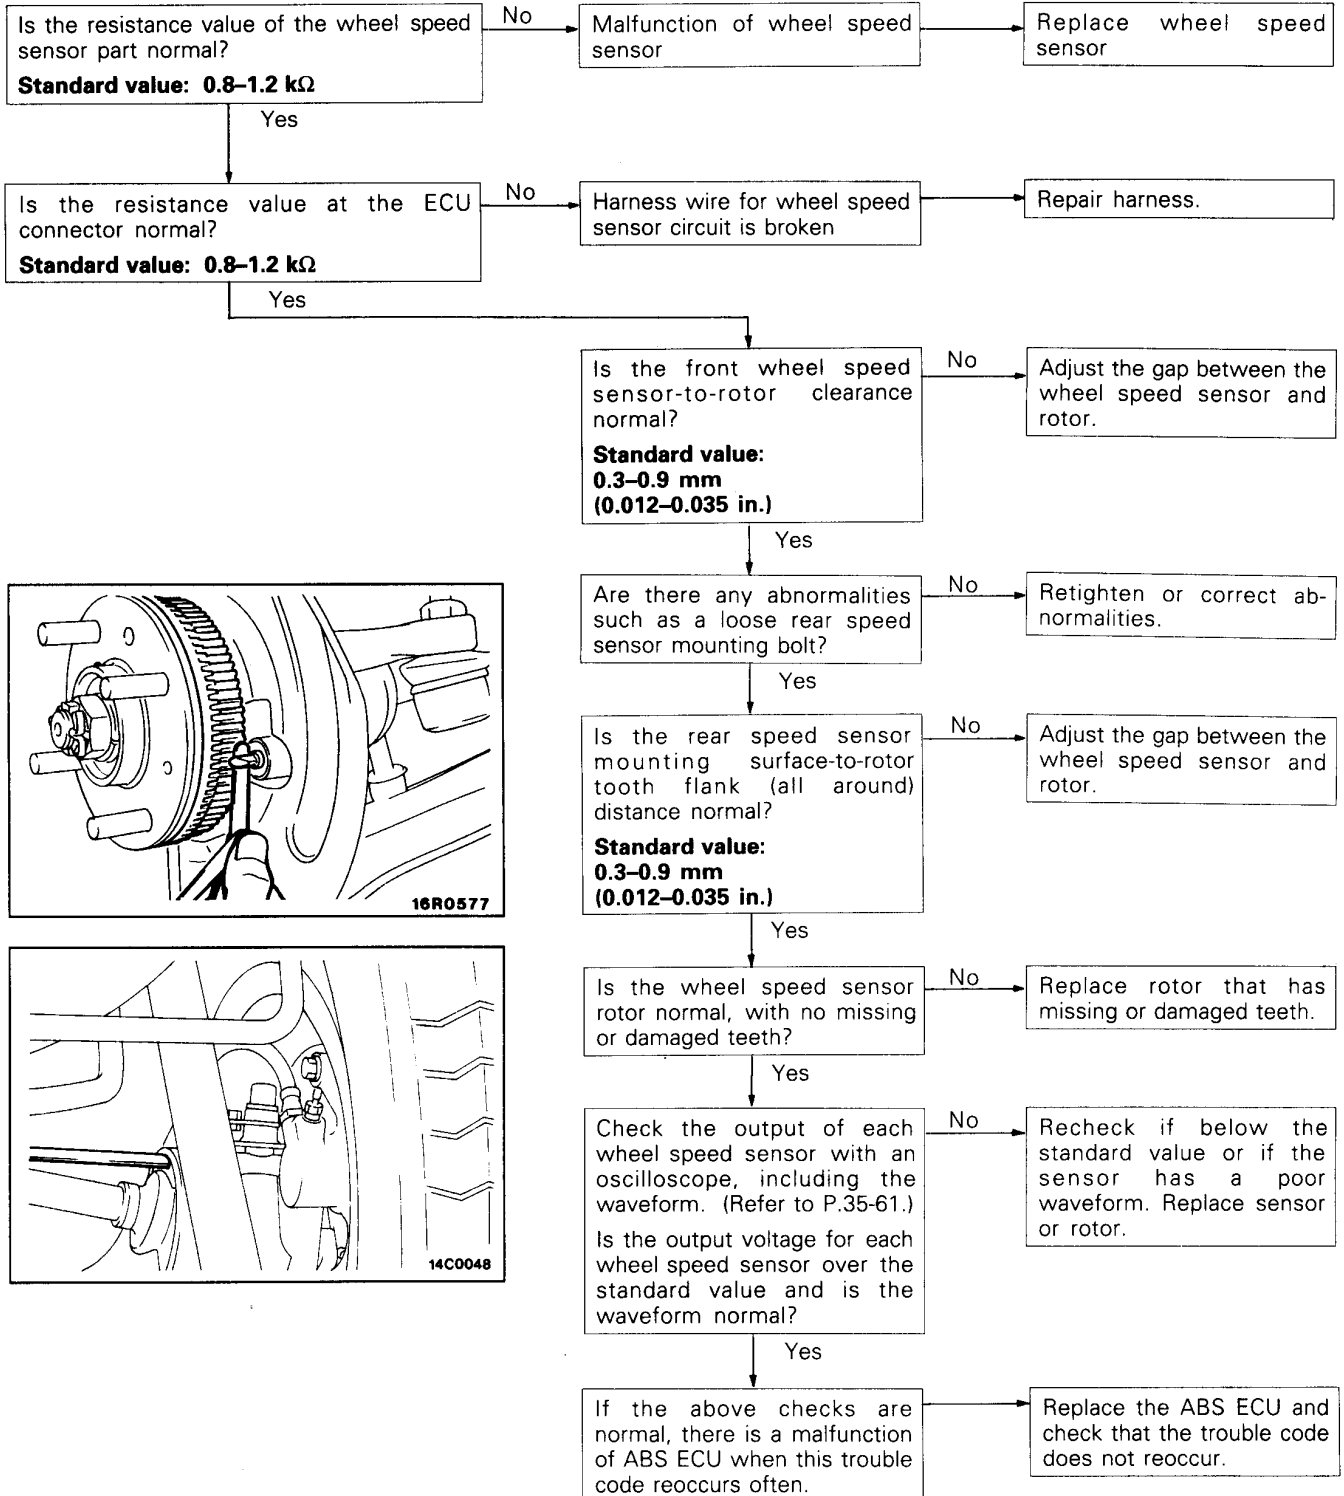 Is the resistance value of the wheel speed
sensor part normal?
Standard value: 0.8–1.2 kΩ
No
Malfunction of wheel speed
sensor
Replace wheel speed
sensor
Yes
Is the resistance value at the ECU
connector normal?
Standard value: 0.8–1.2 kΩ
No
Harness wire for wheel speed
sensor circuit is broken
Repair harness.
Yes
Is the front wheel speed
sensor-to-rotor clearance
normal?
Standard value:
0.3–0.9 mm
(0.012–0.035 in.)
No
Adjust the gap between the
wheel speed sensor and
rotor.
Yes
Are there any abnormalities
such as a loose rear speed
sensor mounting bolt?
No
Retighten or correct ab-
normalities.
Yes
Is the rear speed sensor
mounting surface-to-rotor
tooth flank (all around)
distance normal?
Standard value:
0.3–0.9 mm
(0.012–0.035 in.)
No
Adjust the gap between the
wheel speed sensor and
rotor.
16R0577
Yes
Is the wheel speed sensor
rotor normal, with no missing
or damaged teeth?
No
Replace rotor that has
missing or damaged teeth.
Yes
Check the output of each
wheel speed sensor with an
oscilloscope, including the
waveform. (Refer to P.35-61.)
Is the output voltage for each
wheel speed sensor over the
standard value and is the
waveform normal?
No
Recheck if below the
standard value or if the
sensor has a poor
waveform. Replace sensor
or rotor.
14C0048
Yes
If the above checks are
normal, there is a malfunction
of ABS ECU when this trouble
code reoccurs often.
Replace the ABS ECU and
check that the trouble code
does not reoccur.